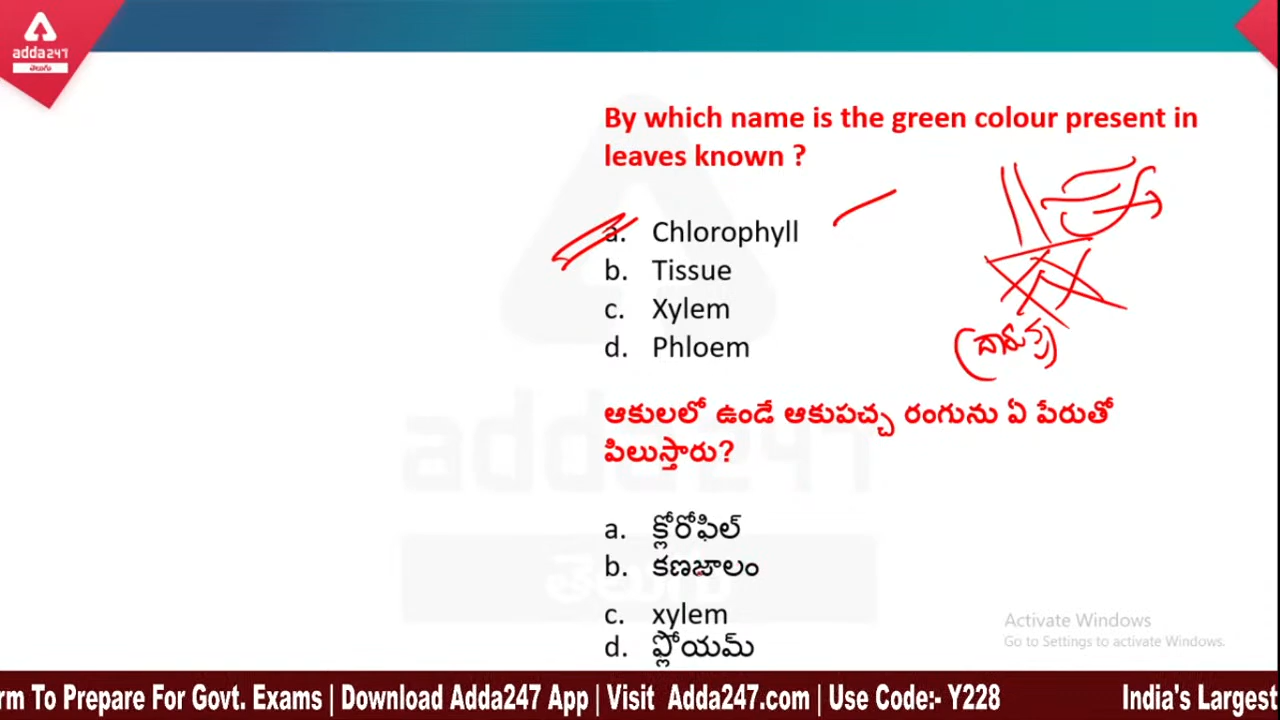 adda247
తెలుగు
By which name is the green colour present in
leaves known ?
a. Chlorophyll
b. Tissue
c. Xylem
d. Phloem
(దారువు)
ఆకులలో ఉండే ఆకుపచ్చ రంగును ఏ పేరుతో
పిలుస్తారు?
a. క్లోరోఫిల్
b. కణజాలం
c. xylem
d. ఫ్లోయమ్
adda247
తెలుగు
Activate Windows
Go to Settings to activate Windows.
rm To Prepare For Govt. Exams | Download Adda247 App | Visit Adda247.com | Use Code:- Y228 India's Largest